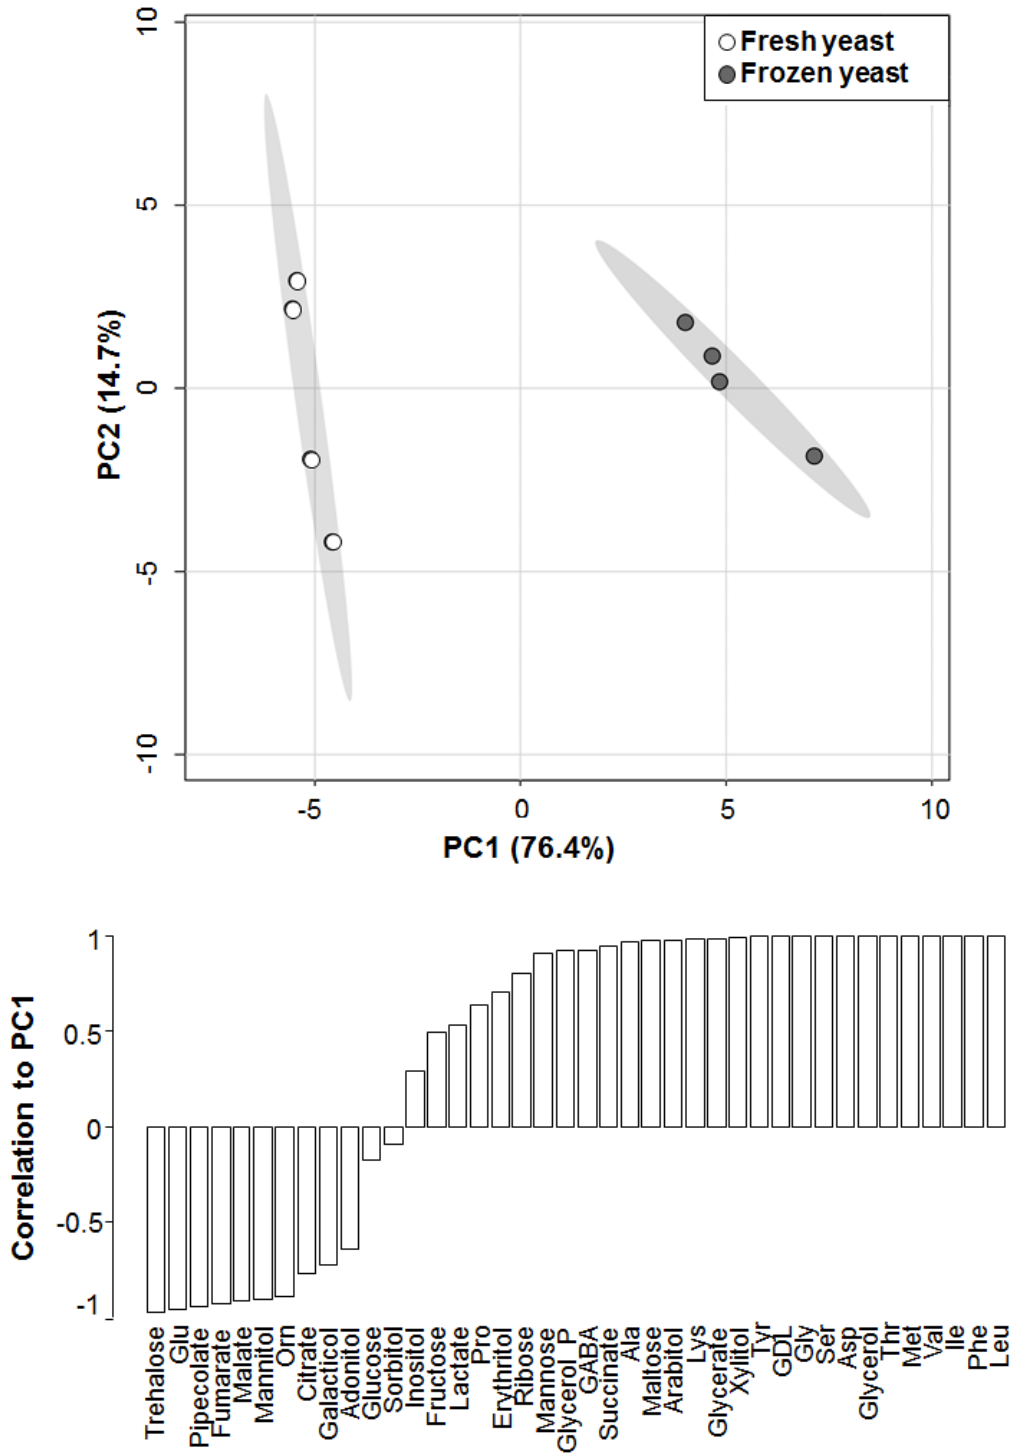 Fresh yeast
Frozen yeast
10
5
0
-5
-10
PC2 (14.7%)
-5
0
5
10
PC1 (76.4%)
1
0.5
0
-0.5
-1
Correlation to PC1
Trehalose
Glu
Pipecolate
Fumarate
Malate
Mannitol
Orn
Citrate
Galacticol
Adonitol
Glucose
Sorbitol
Inositol
Fructose
Lactate
Pro
Erythritol
Ribose
Mannose
Glycerol_P
GABA
Succinate
Ala
Maltose
Arabitol
Lys
Glycerate
Xylitol
Tyr
GDL
Gly
Ser
Asp
Glycerol
Thr
Met
Val
Ile
Phe
Leu